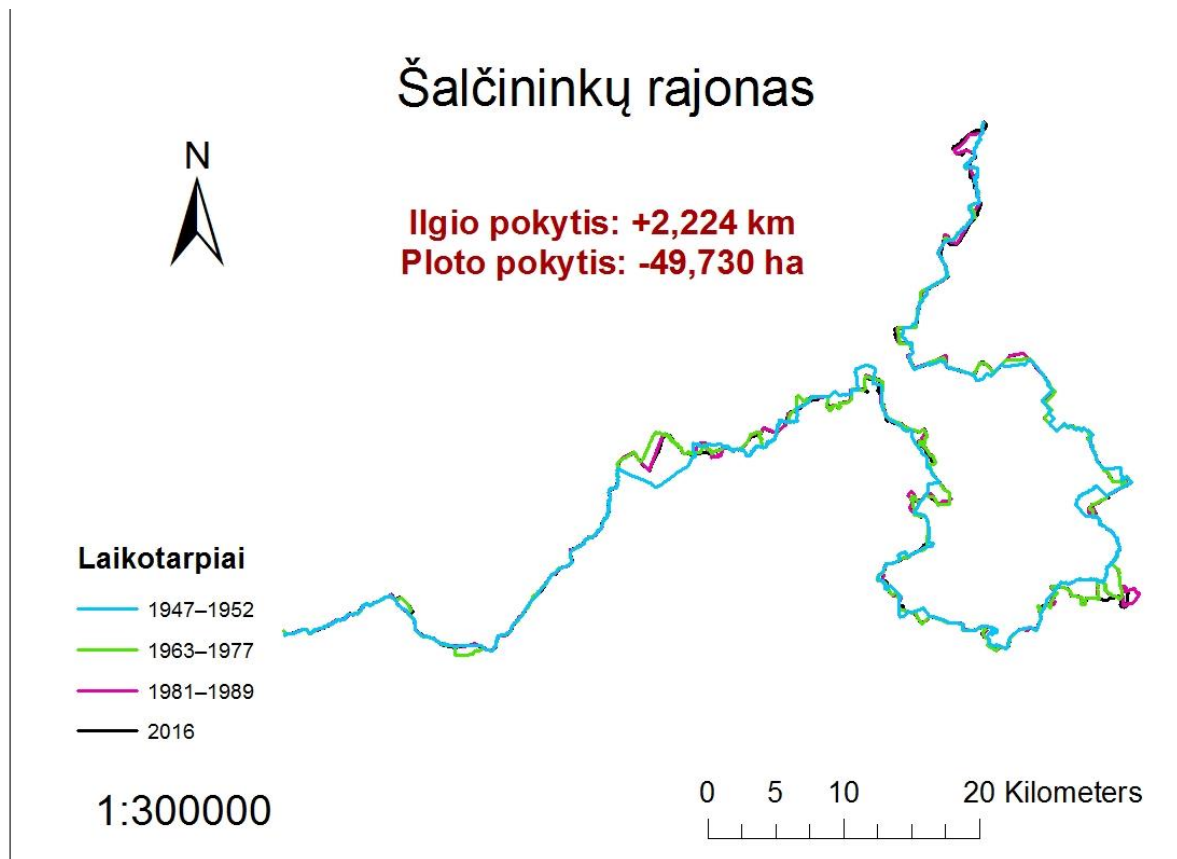 Šalčininkų rajonas
N
Ilgio pokytis: +2,224 km
Ploto pokytis: -49,730 ha
Laikotarpiai
1947–1952
1963–1977
1981–1989
2016
1:300000
0 5 10 20 Kilometers